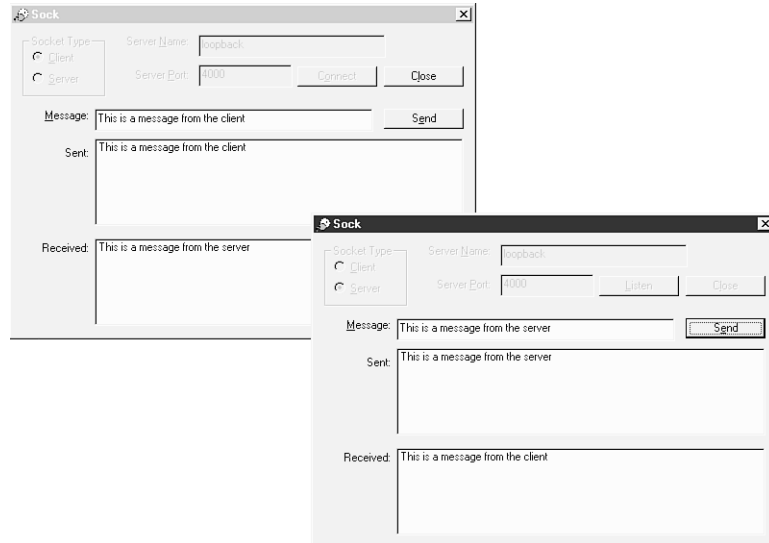 Sock
Socket Type
Client
Server
Server Name: loopback
Server Port: 4000 Connect Close
Message: This is a message from the client Send
Sent: This is a message from the client
Received: This is a message from the server
Sock
Socket Type
Client
Server
Server Name: loopback
Server Port: 4000 Listen Close
Message: This is a message from the server Send
Sent: This is a message from the server
Received: This is a message from the client